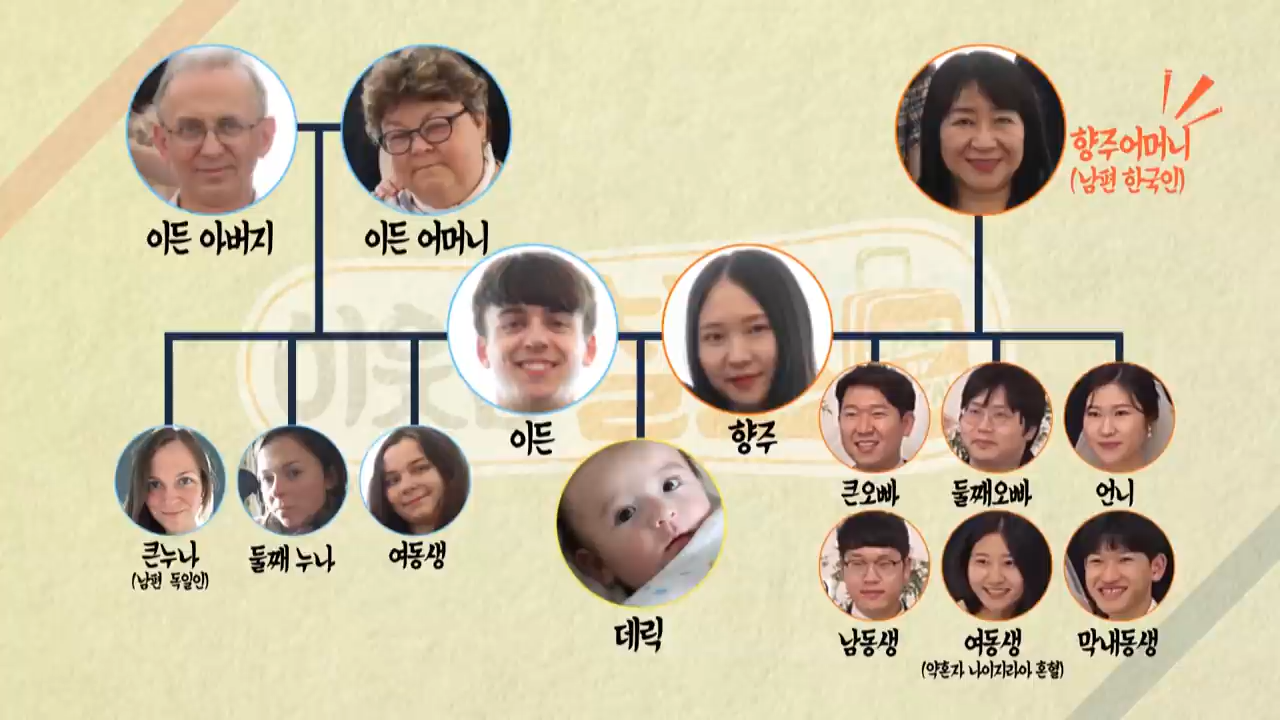 향주어머니
(남편 한국인)
이든 아버지
이든 어머니
이든
향주
큰오빠
둘째오빠
언니
큰누나
(남편 독일인)
둘째 누나
여동생
데릭
남동생
여동생
(약혼자 나이지리아 혼혈)
막내동생